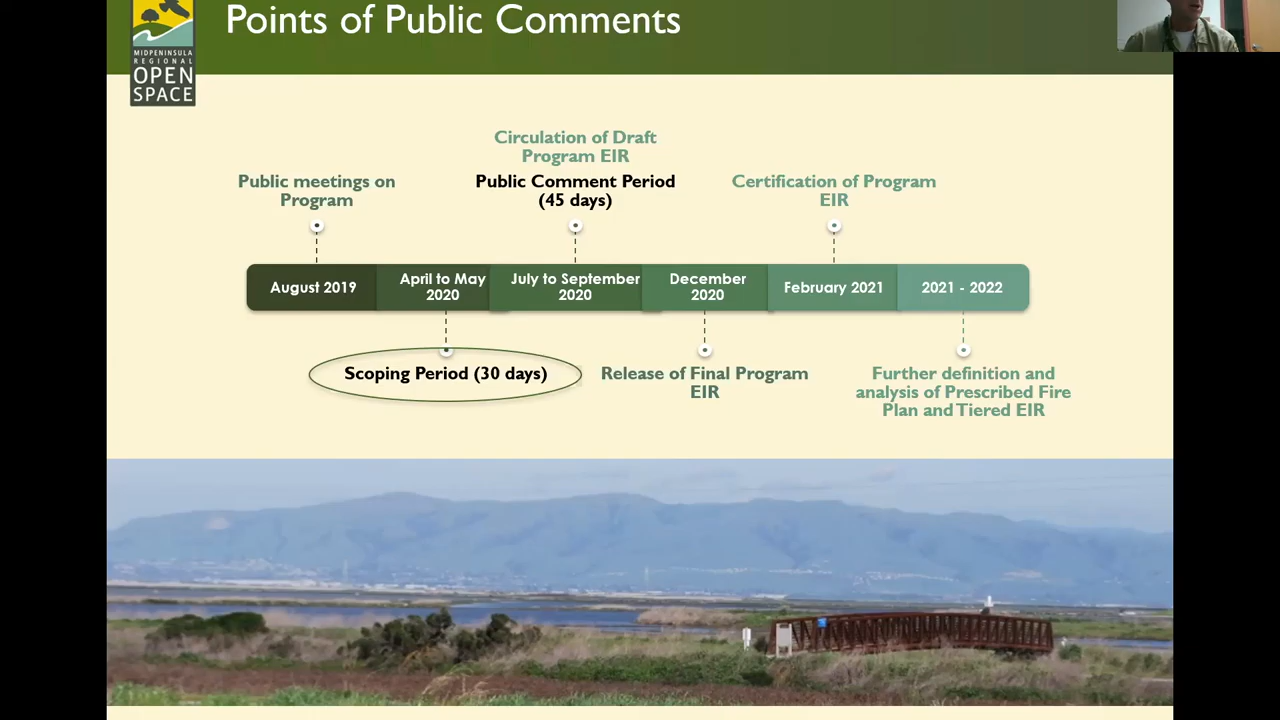 Points of Public Comments
MIDPENINSULA
REGIONAL
OPEN
SPACE
Circulation of Draft
Program EIR
Public meetings on
Program
Public Comment Period
(45 days)
Certification of Program
EIR
August 2019
April to May
2020
July to September
2020
December
2020
February 2021
2021 - 2022
Scoping Period (30 days)
Release of Final Program
EIR
Further definition and
analysis of Prescribed Fire
Plan and Tiered EIR